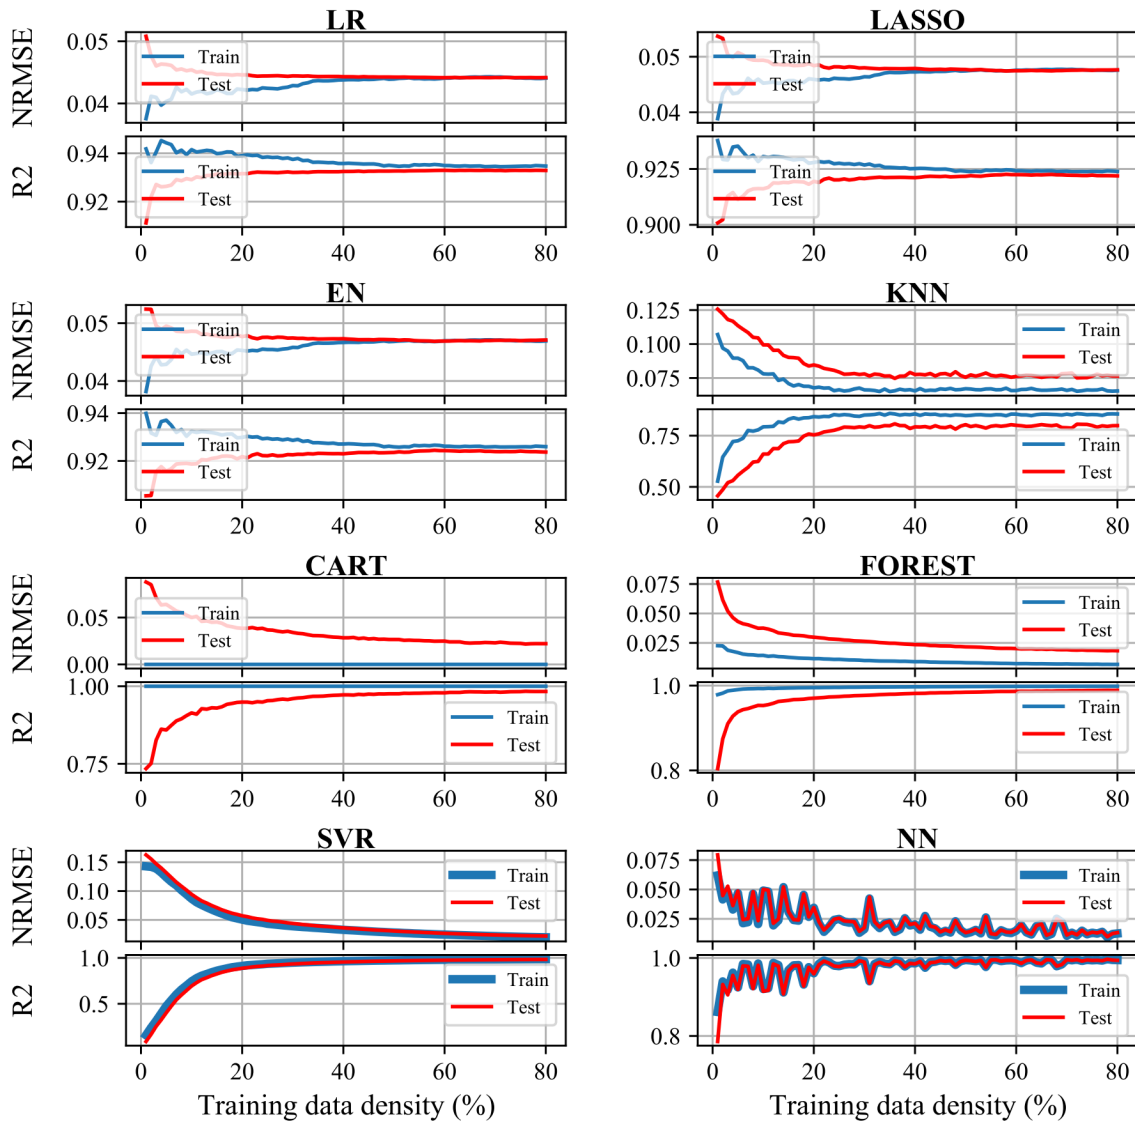 LR
NRMSE
0.05
0.04
Train
Test
R2
0.94
0.92
Train
Test
0 20 40 60 80
LASSO
0.05
0.04
Train
Test
0.925
0.900
Train
Test
0 20 40 60 80
EN
NRMSE
0.05
0.04
Train
Test
R2
0.94
0.92
Train
Test
0 20 40 60 80
KNN
0.125
0.100
0.075
Train
Test
0.75
0.50
Train
Test
0 20 40 60 80
CART
NRMSE
0.05
0.00
Train
Test
R2
1.00
0.75
Train
Test
0 20 40 60 80
FOREST
0.075
0.050
0.025
Train
Test
1.0
0.8
Train
Test
0 20 40 60 80
SVR
NRMSE
0.15
0.10
0.05
Train
Test
R2
1.0
0.5
Train
Test
0 20 40 60 80
Training data density (%)
NN
0.075
0.050
0.025
Train
Test
1.0
0.8
Train
Test
0 20 40 60 80
Training data density (%)